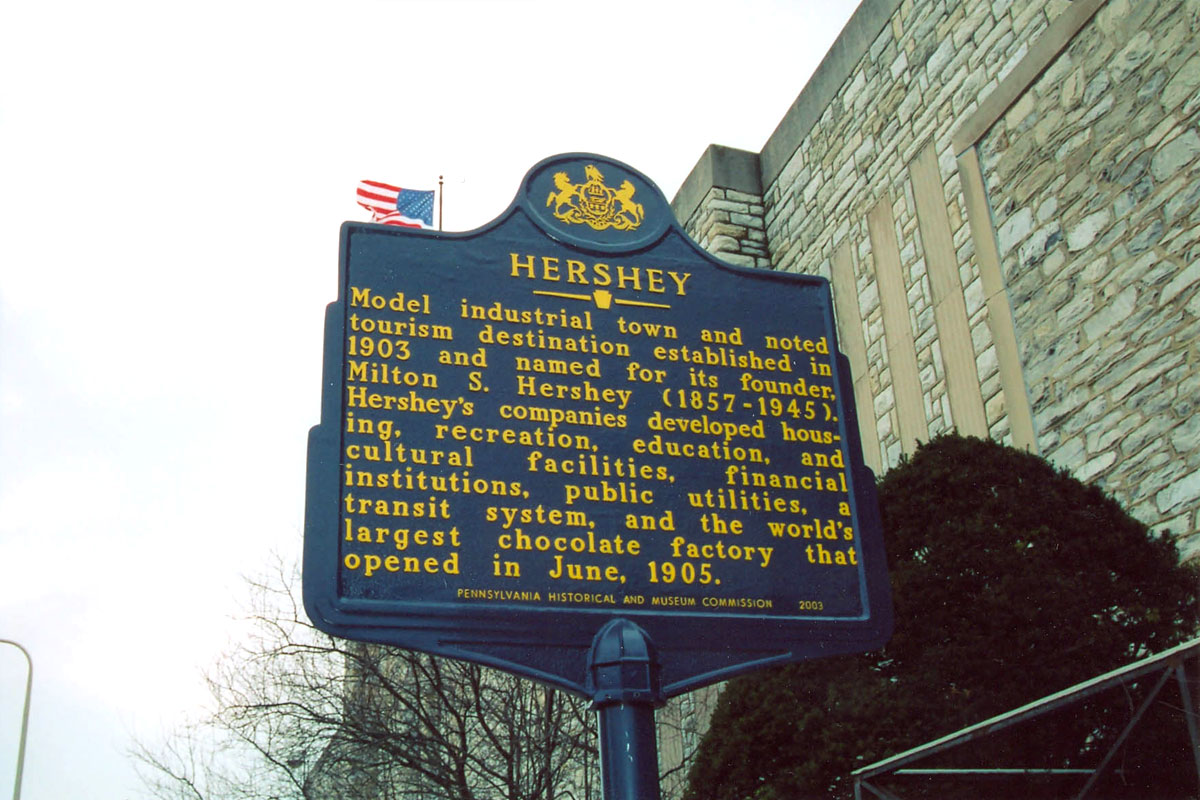 HERSHEY
Model industrial town and noted
tourism destination established in
1903 and named for its founder,
Milton S. Hershey (1857-1945).
Hershey's companies developed hous-
ing, recreation, education, and
cultural facilities, financial
institutions, public utilities, a
transit system, and the world's
largest chocolate factory that
opened in June, 1905.
PENNSYLVANIA HISTORICAL AND MUSEUM COMMISSION 2003